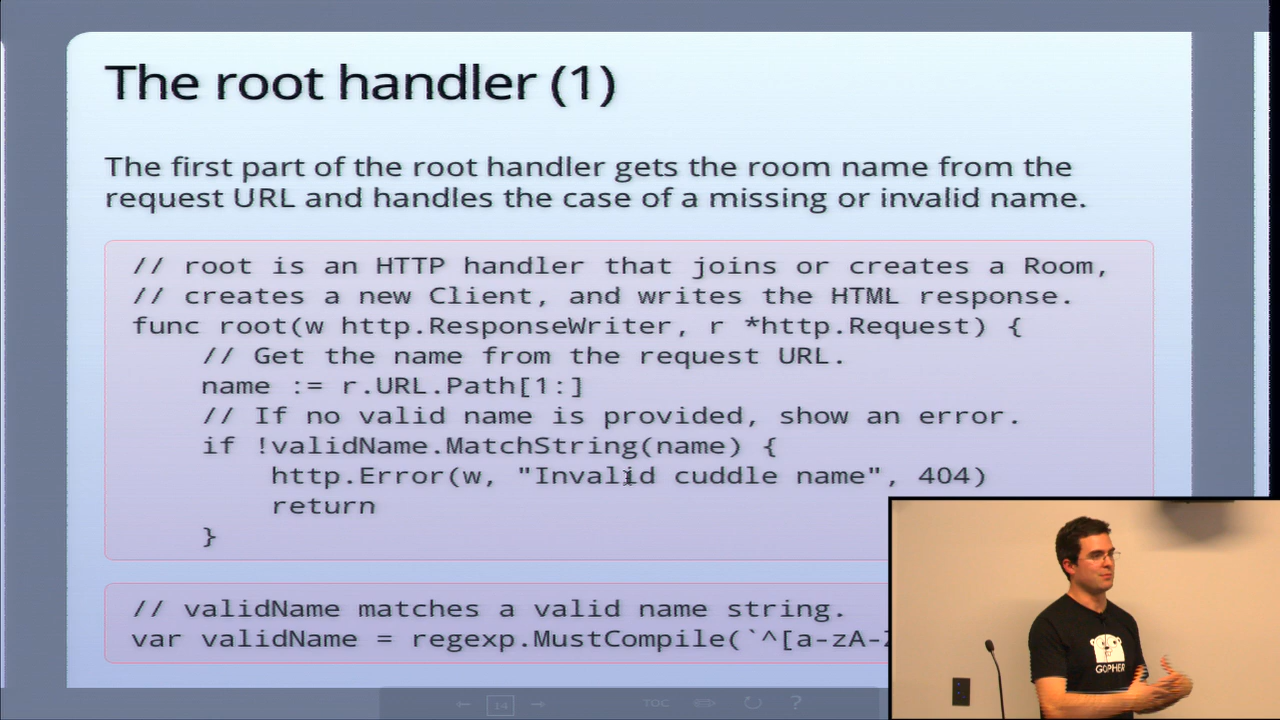 The root handler (1)
The first part of the root handler gets the room name from the
request URL and handles the case of a missing or invalid name.
// root is an HTTP handler that joins or creates a Room,
// creates a new Client, and writes the HTML response.
func root(w http.ResponseWriter, r *http.Request) {
// Get the name from the request URL.
name := r.URL.Path[1:]
// If no valid name is provided, show an error.
if !validName.MatchString(name) {
http.Error(w, "Invalid cuddle name", 404)
return
}
// validName matches a valid name string.
var validName = regexp.MustCompile(`^[a-zA-
14
TOC
?
GOPHER